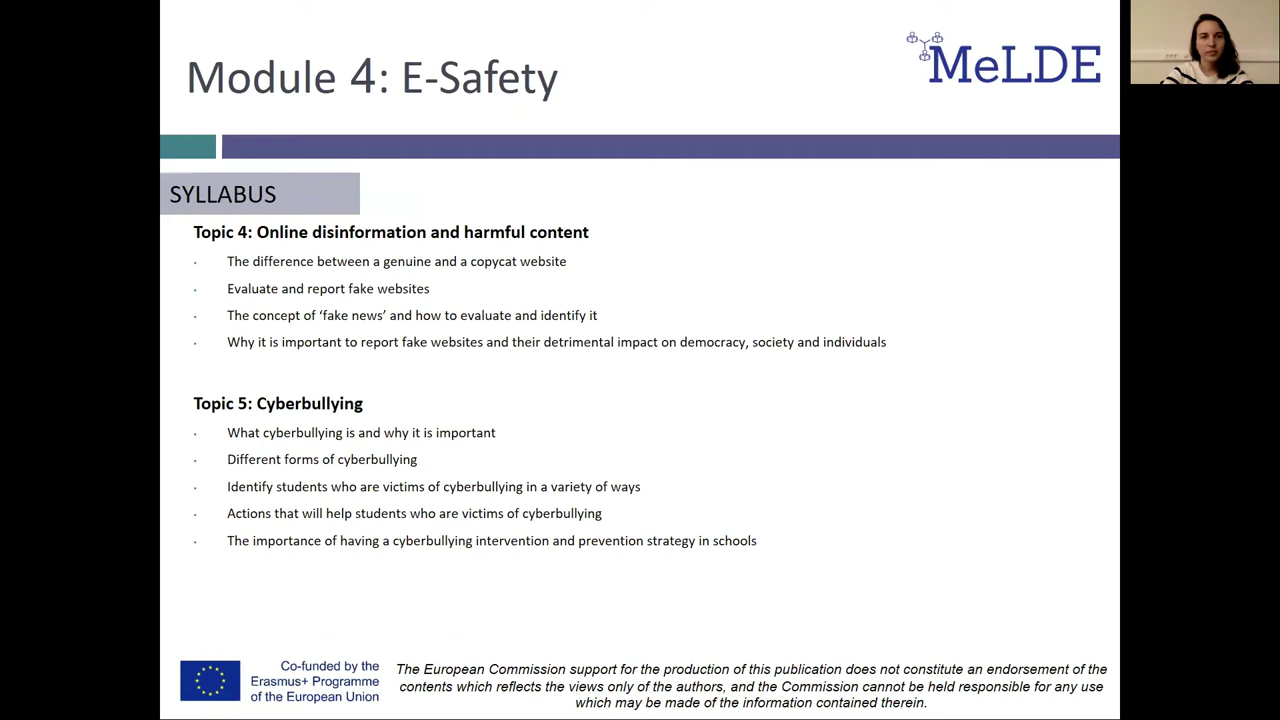 Module 4: E-Safety
MeLDE
SYLLABUS
Topic 4: Online disinformation and harmful content
· The difference between a genuine and a copycat website
· Evaluate and report fake websites
· The concept of ‘fake news’ and how to evaluate and identify it
· Why it is important to report fake websites and their detrimental impact on democracy, society and individuals
Topic 5: Cyberbullying
· What cyberbullying is and why it is important
· Different forms of cyberbullying
· Identify students who are victims of cyberbullying in a variety of ways
· Actions that will help students who are victims of cyberbullying
· The importance of having a cyberbullying intervention and prevention strategy in schools
Co-funded by the
Erasmus+ Programme
of the European Union
The European Commission support for the production of this publication does not constitute an endorsement of the
contents which reflects the views only of the authors, and the Commission cannot be held responsible for any use
which may be made of the information contained therein.